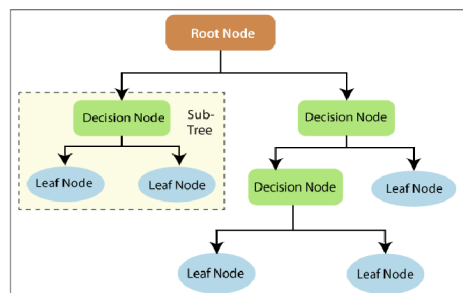 Root Node
Decision Node
Sub-
Tree
Decision Node
Leaf Node
Leaf Node
Decision Node
Leaf Node
Leaf Node
Leaf Node